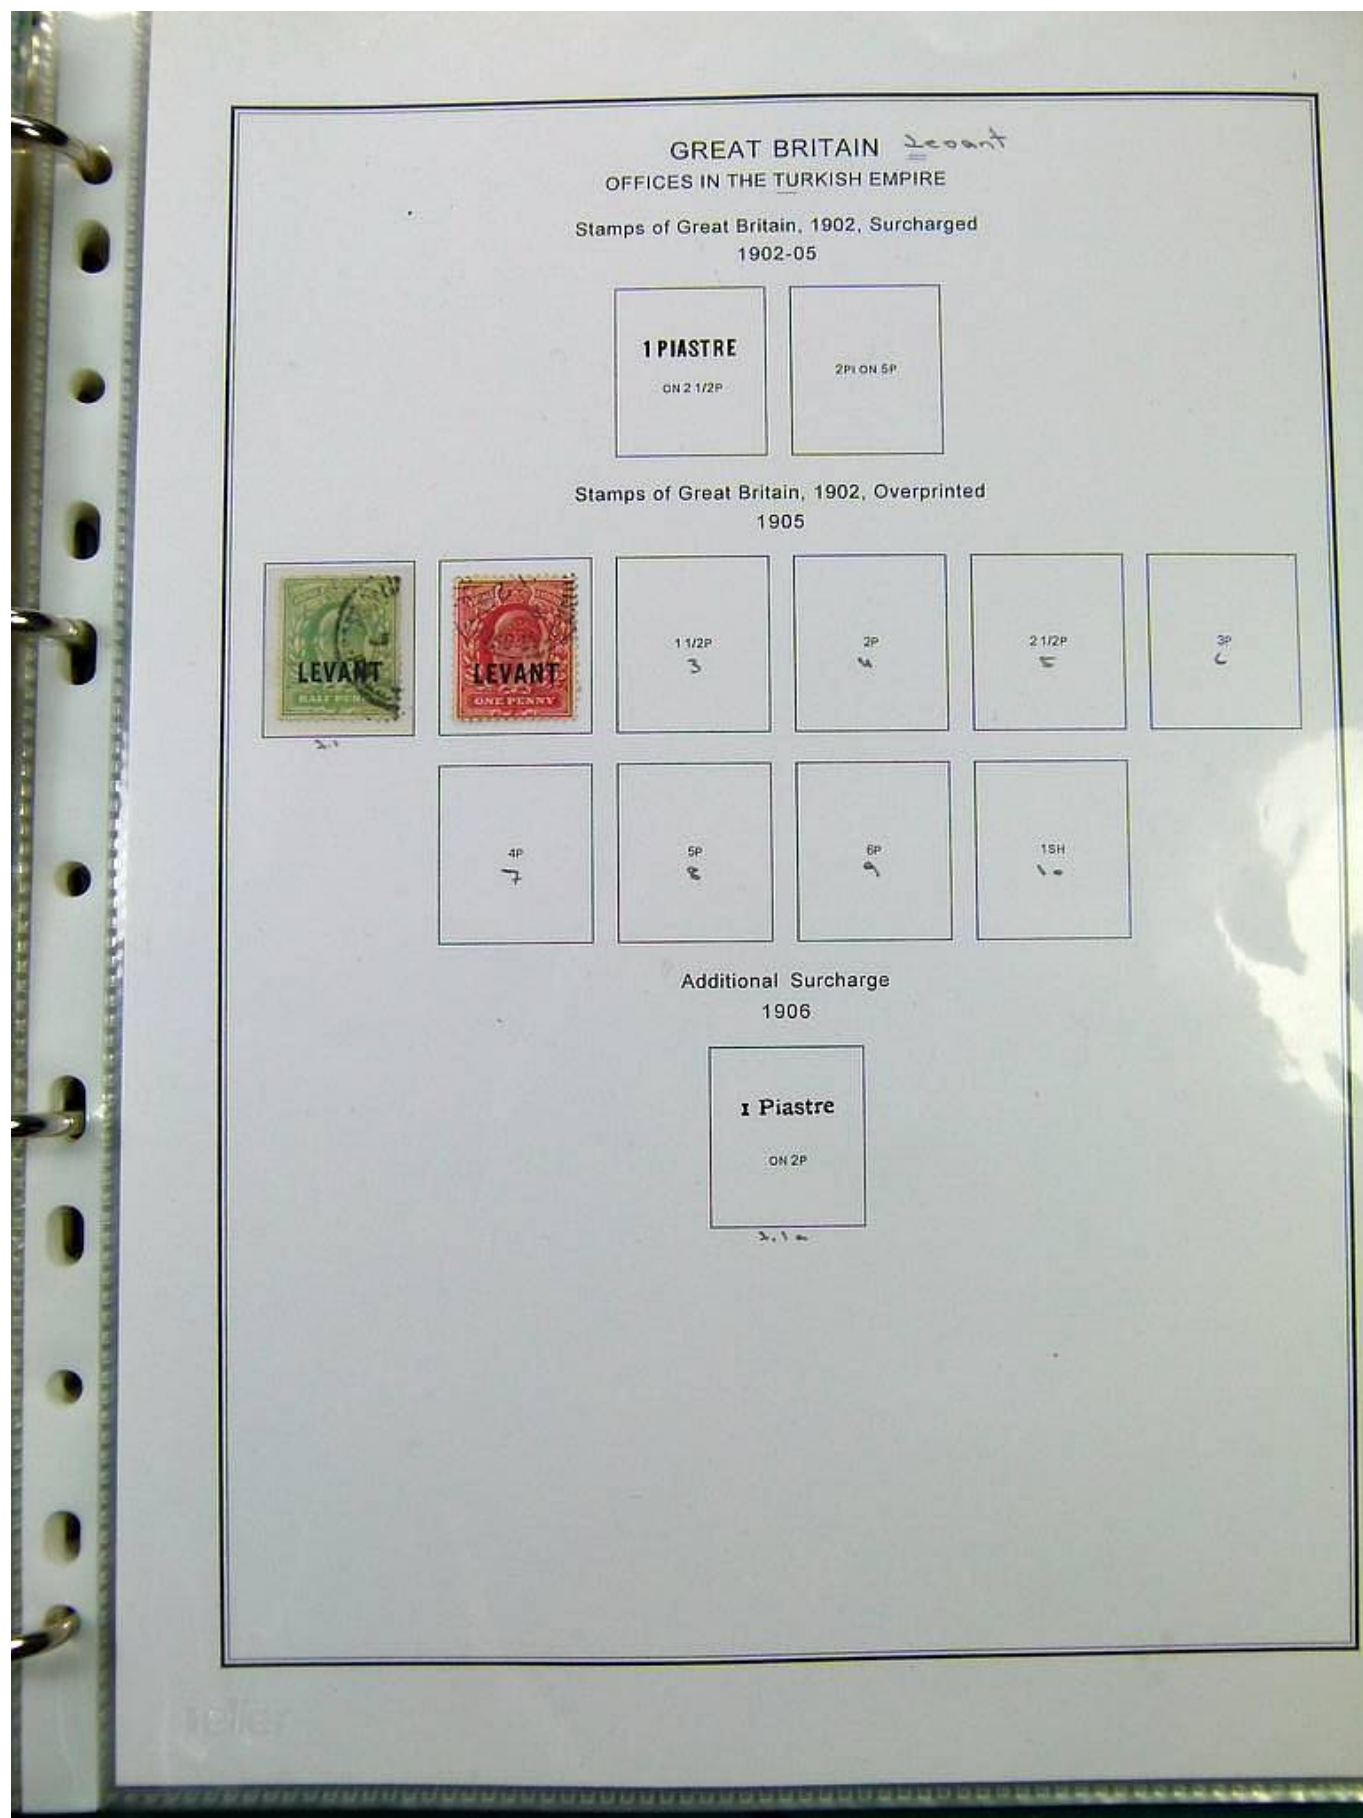 GREAT BRITAIN Levant
OFFICES IN THE TURKISH EMPIRE
Stamps of Great Britain, 1902, Surcharged
1902-05
1 PIASTRE
ON 2 1/2P
2PI ON 5P
Stamps of Great Britain, 1902, Overprinted
1905
LEVANT
HALF PEN
LEVANT
ONE PENNY
1 1/2P
3
2P
4
2 1/2P
5
3P
6
4P
7
5P
8
6P
9
1SH
10
Additional Surcharge
1906
1 Piastre
ON 2P